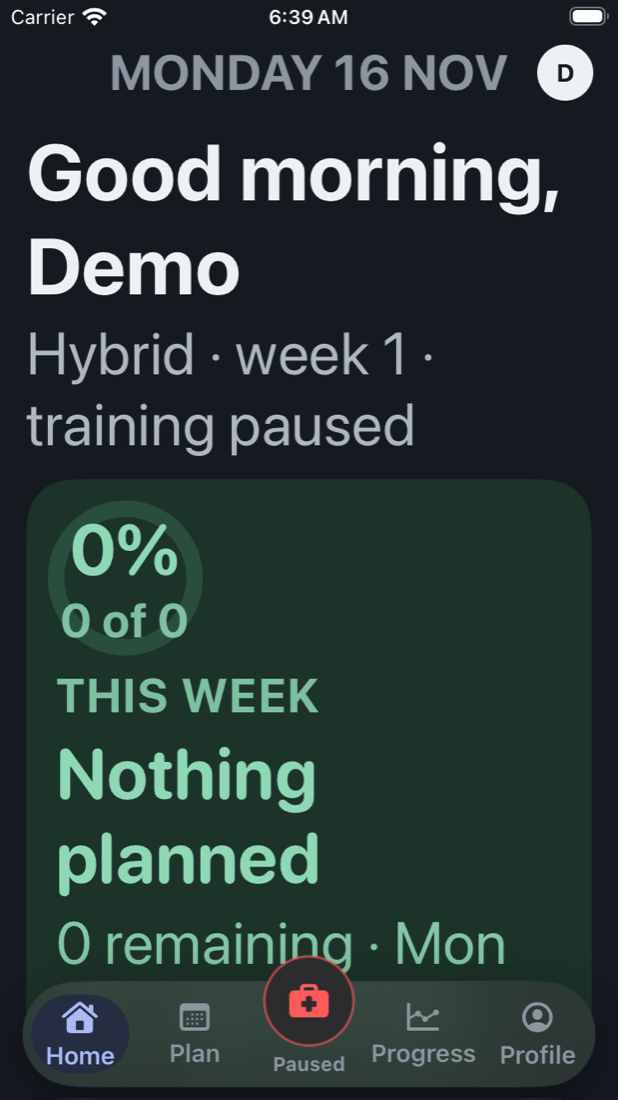 Carrier 6:39 AM
MONDAY 16 NOV D
Good morning,
Demo
Hybrid · week 1 ·
training paused
0%
0 of 0
THIS WEEK
Nothing
planned
0 remaining · Mon
Home Plan Paused Progress Profile